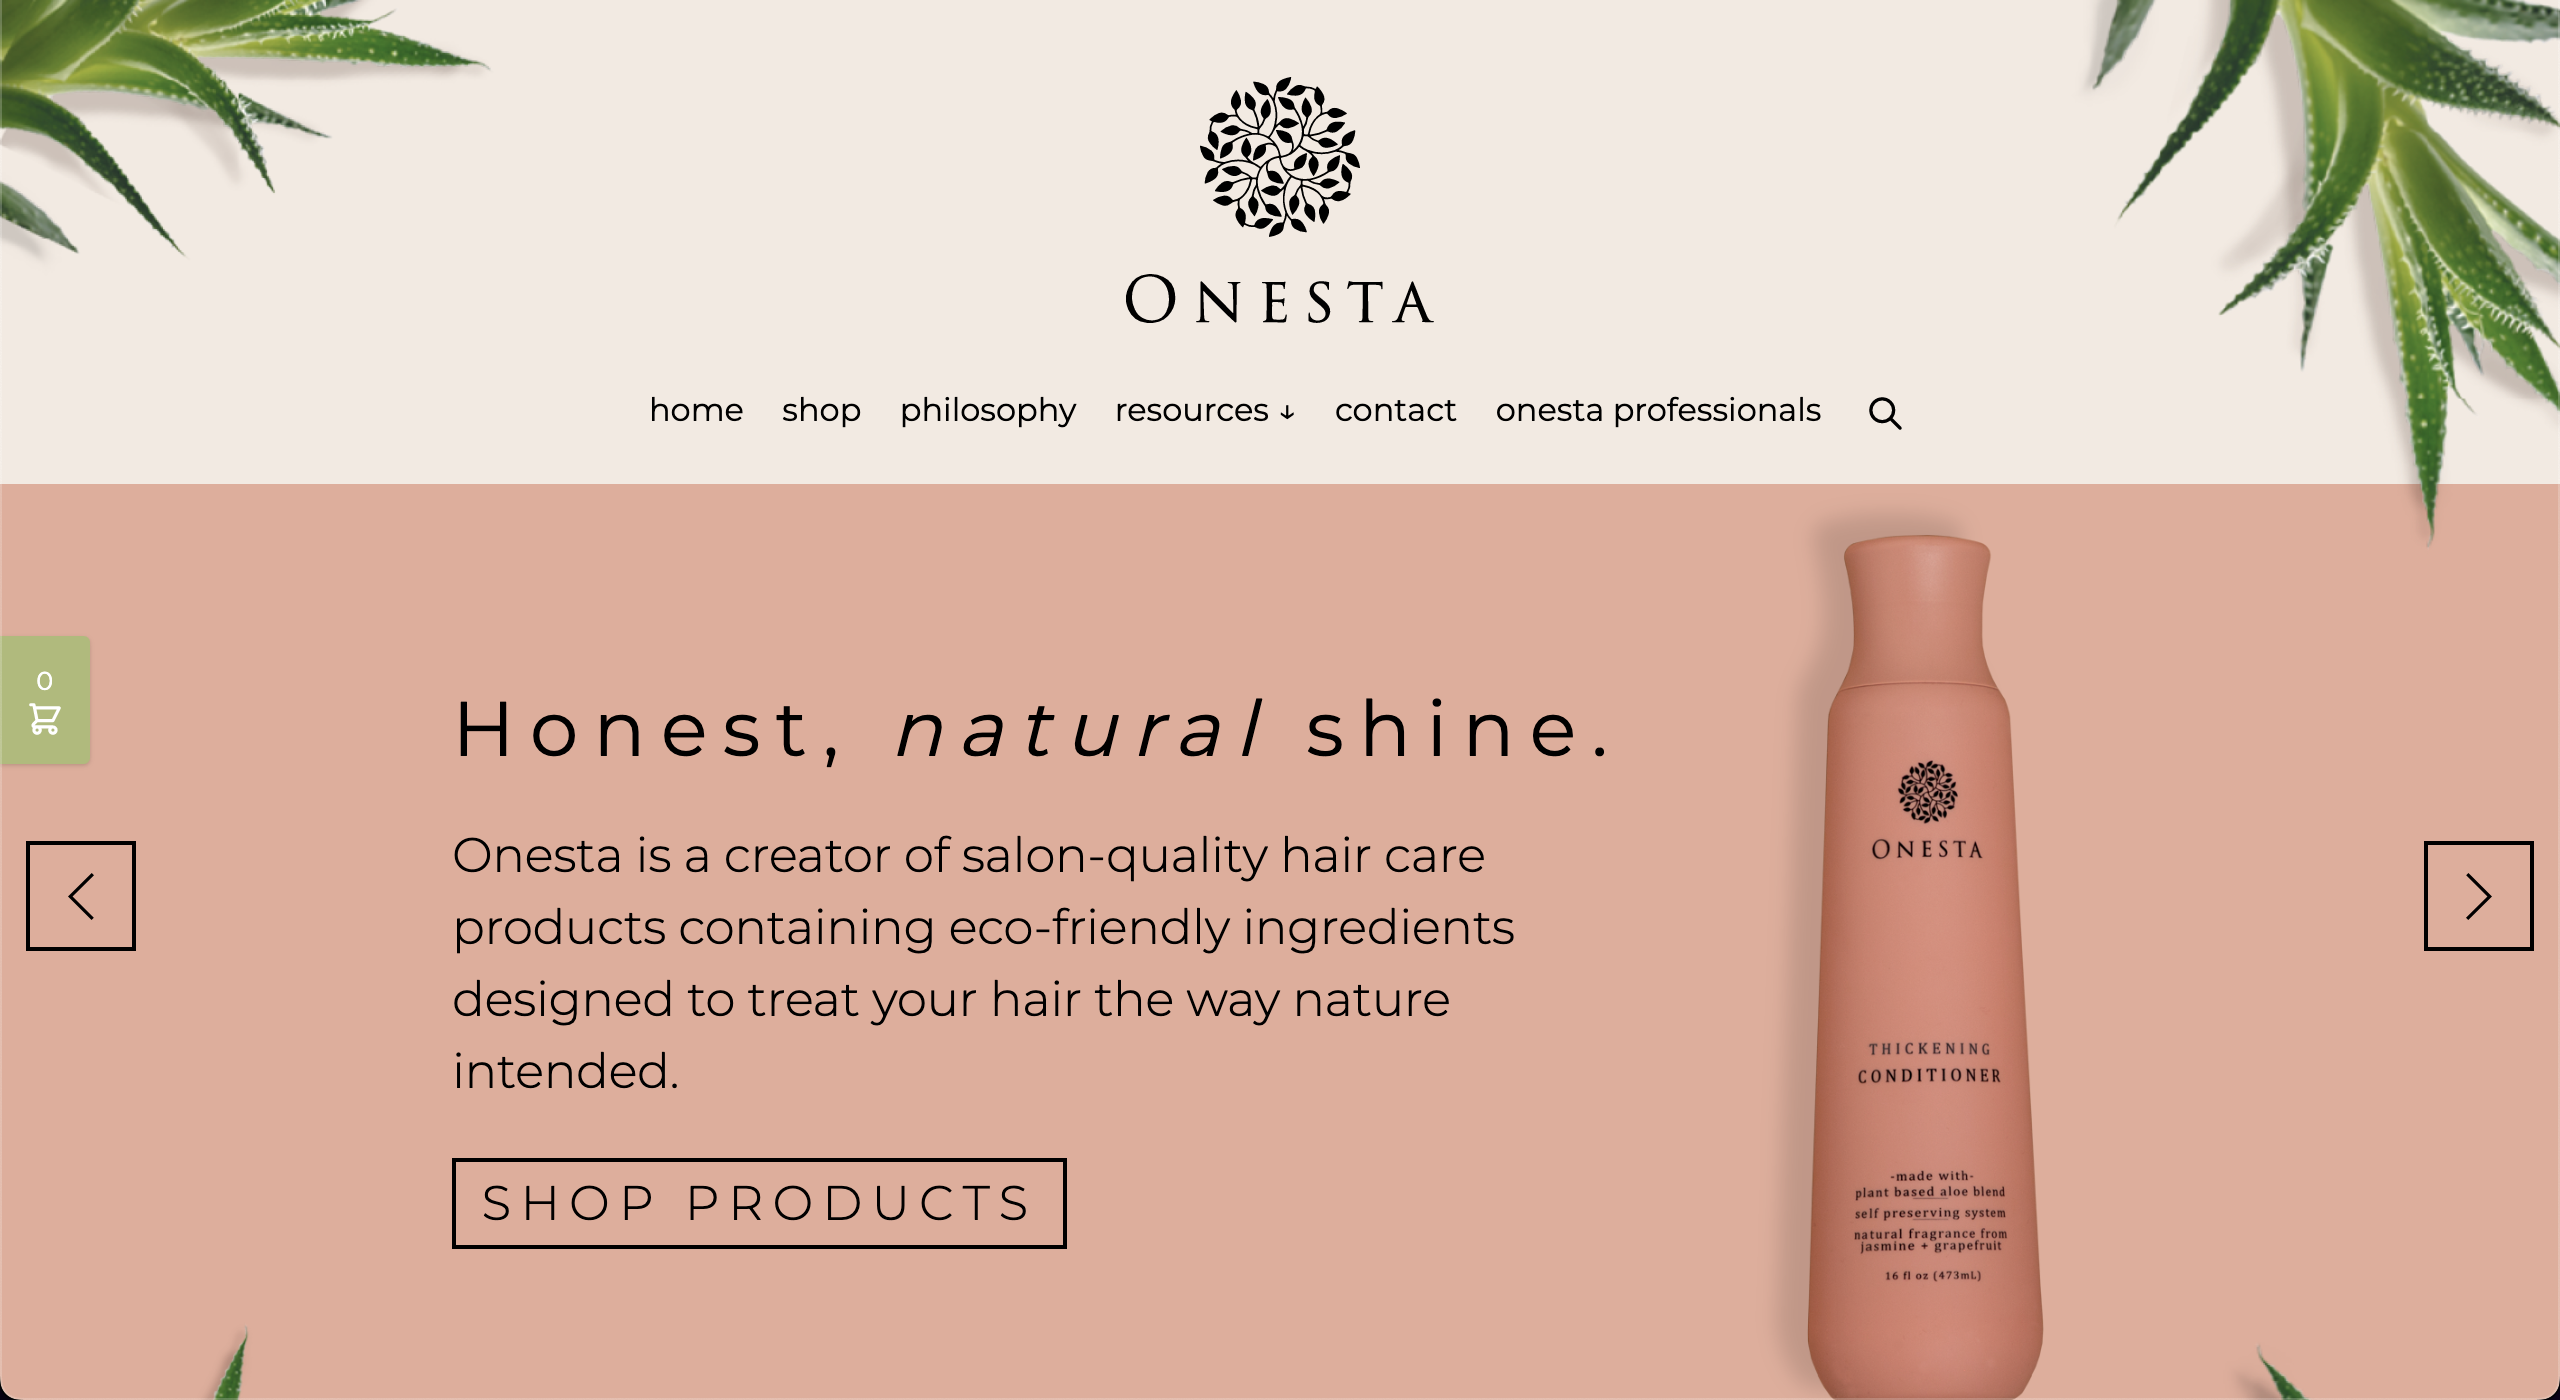 ONESTA
home shop philosophy resources ↓ contact onesta professionals
0
Honest, natural shine.
Onesta is a creator of salon-quality hair care
products containing eco-friendly ingredients
designed to treat your hair the way nature
intended.
SHOP PRODUCTS
ONESTA
THICKENING
CONDITIONER
-made with-
plant based aloe blend
self preserving system
natural fragrance from
jasmine + grapefruit
16 fl oz (473mL)